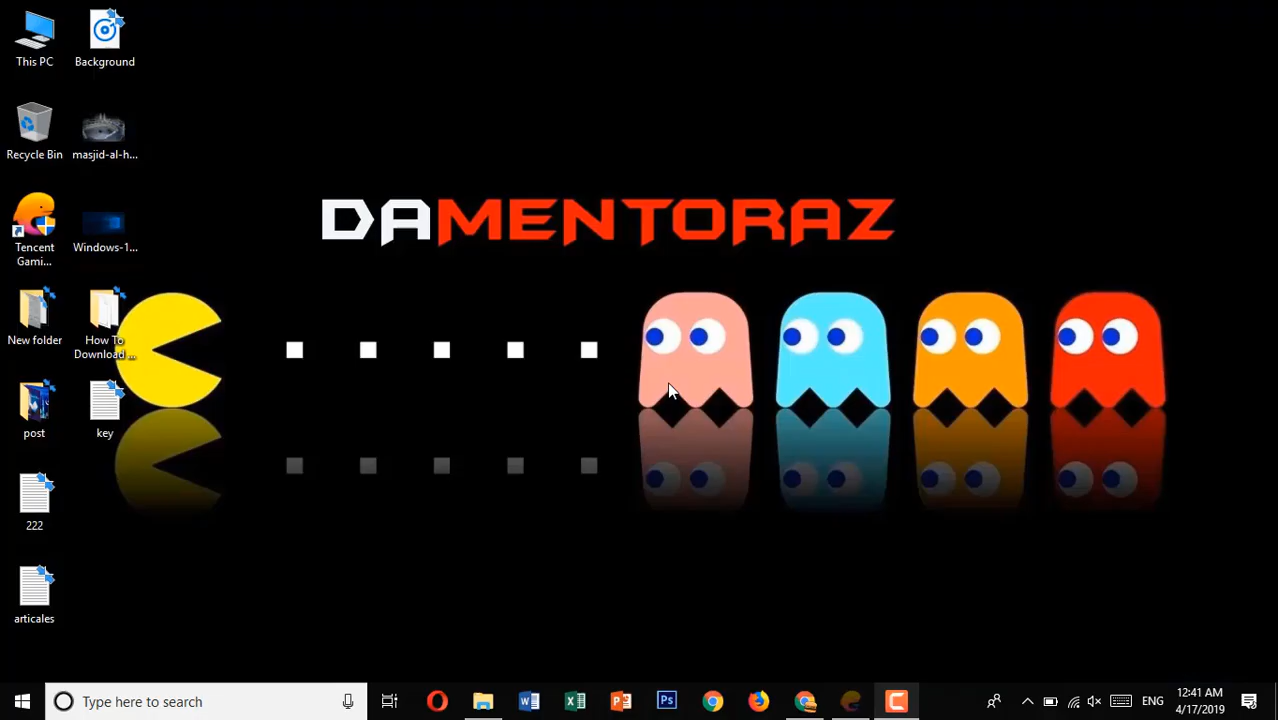 This PC
Background
Recycle Bin
masjid-al-h...
Tencent
Gami...
Windows-1...
New folder
How To
Download ...
post
key
222
articales
DAMENTORAZ
Type here to search
W
X
P
Ps
ENG
12:41 AM
4/17/2019